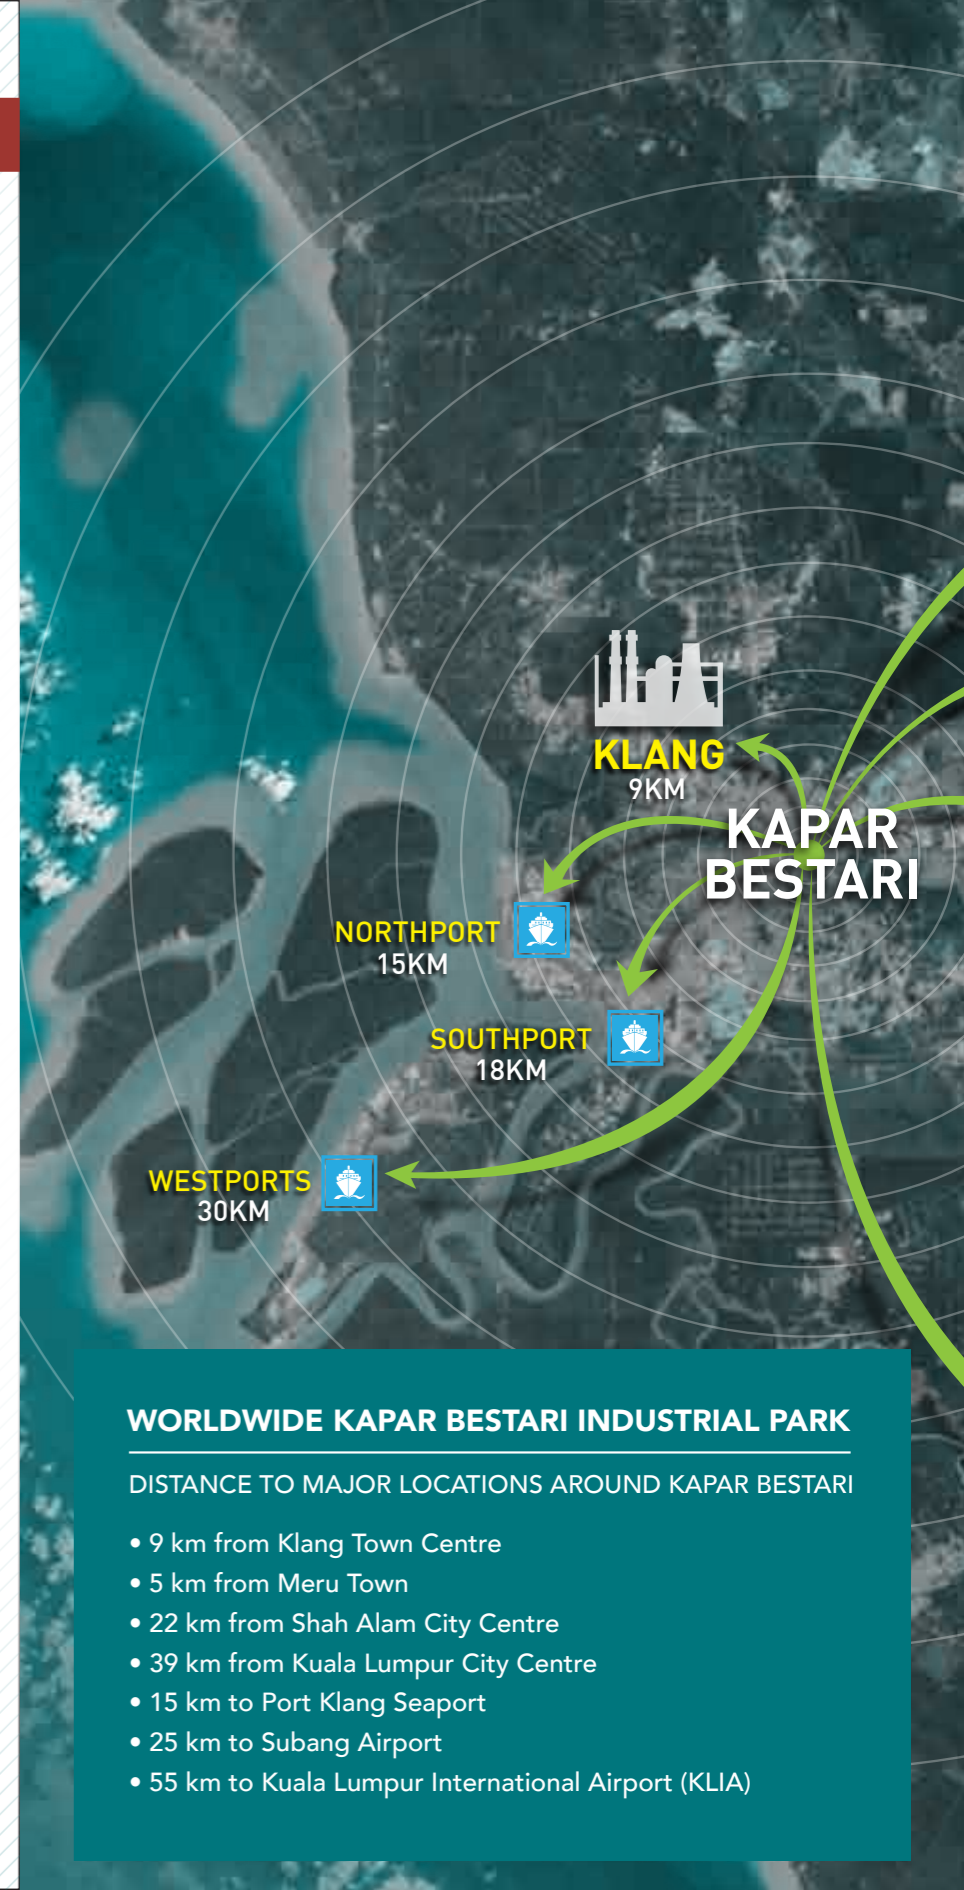 KLANG
9KM
KAPAR
BESTARI
NORTHPORT
15KM
SOUTHPORT
18KM
WESTPORTS
30KM
WORLDWIDE KAPAR BESTARI INDUSTRIAL PARK
DISTANCE TO MAJOR LOCATIONS AROUND KAPAR BESTARI
• 9 km from Klang Town Centre
• 5 km from Meru Town
• 22 km from Shah Alam City Centre
• 39 km from Kuala Lumpur City Centre
• 15 km to Port Klang Seaport
• 25 km to Subang Airport
• 55 km to Kuala Lumpur International Airport (KLIA)